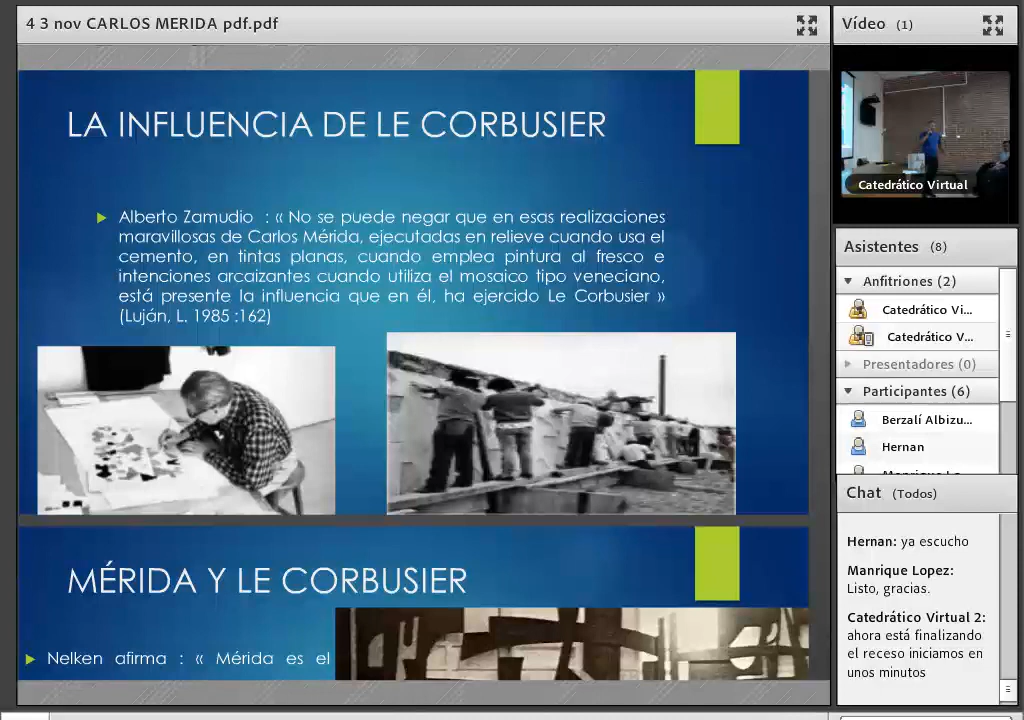 4 3 nov CARLOS MERIDA pdf.pdf
LA INFLUENCIA DE LE CORBUSIER
Alberto Zamudio : « No se puede negar que en esas realizaciones
maravillosas de Carlos Mérida, ejecutadas en relieve cuando usa el
cemento, en tintas planas, cuando emplea pintura al fresco e
intenciones arcaizantes cuando utiliza el mosaico tipo veneciano,
está presente la influencia que en él, ha ejercido Le Corbusier »
(Luján, L. 1985 :162)
MÉRIDA Y LE CORBUSIER
Nelken afirma : « Mérida es el
Vídeo (1)
Catedrático Virtual
Asistentes (8)
Anfitriones (2)
Catedrático Vi...
Catedrático V...
Presentadores (0)
Participantes (6)
Berzalí Albizu...
Hernan
Chat (Todos)
Hernan: ya escucho
Manrique Lopez:
Listo, gracias.
Catedrático Virtual 2:
ahora está finalizando
el receso iniciamos en
unos minutos